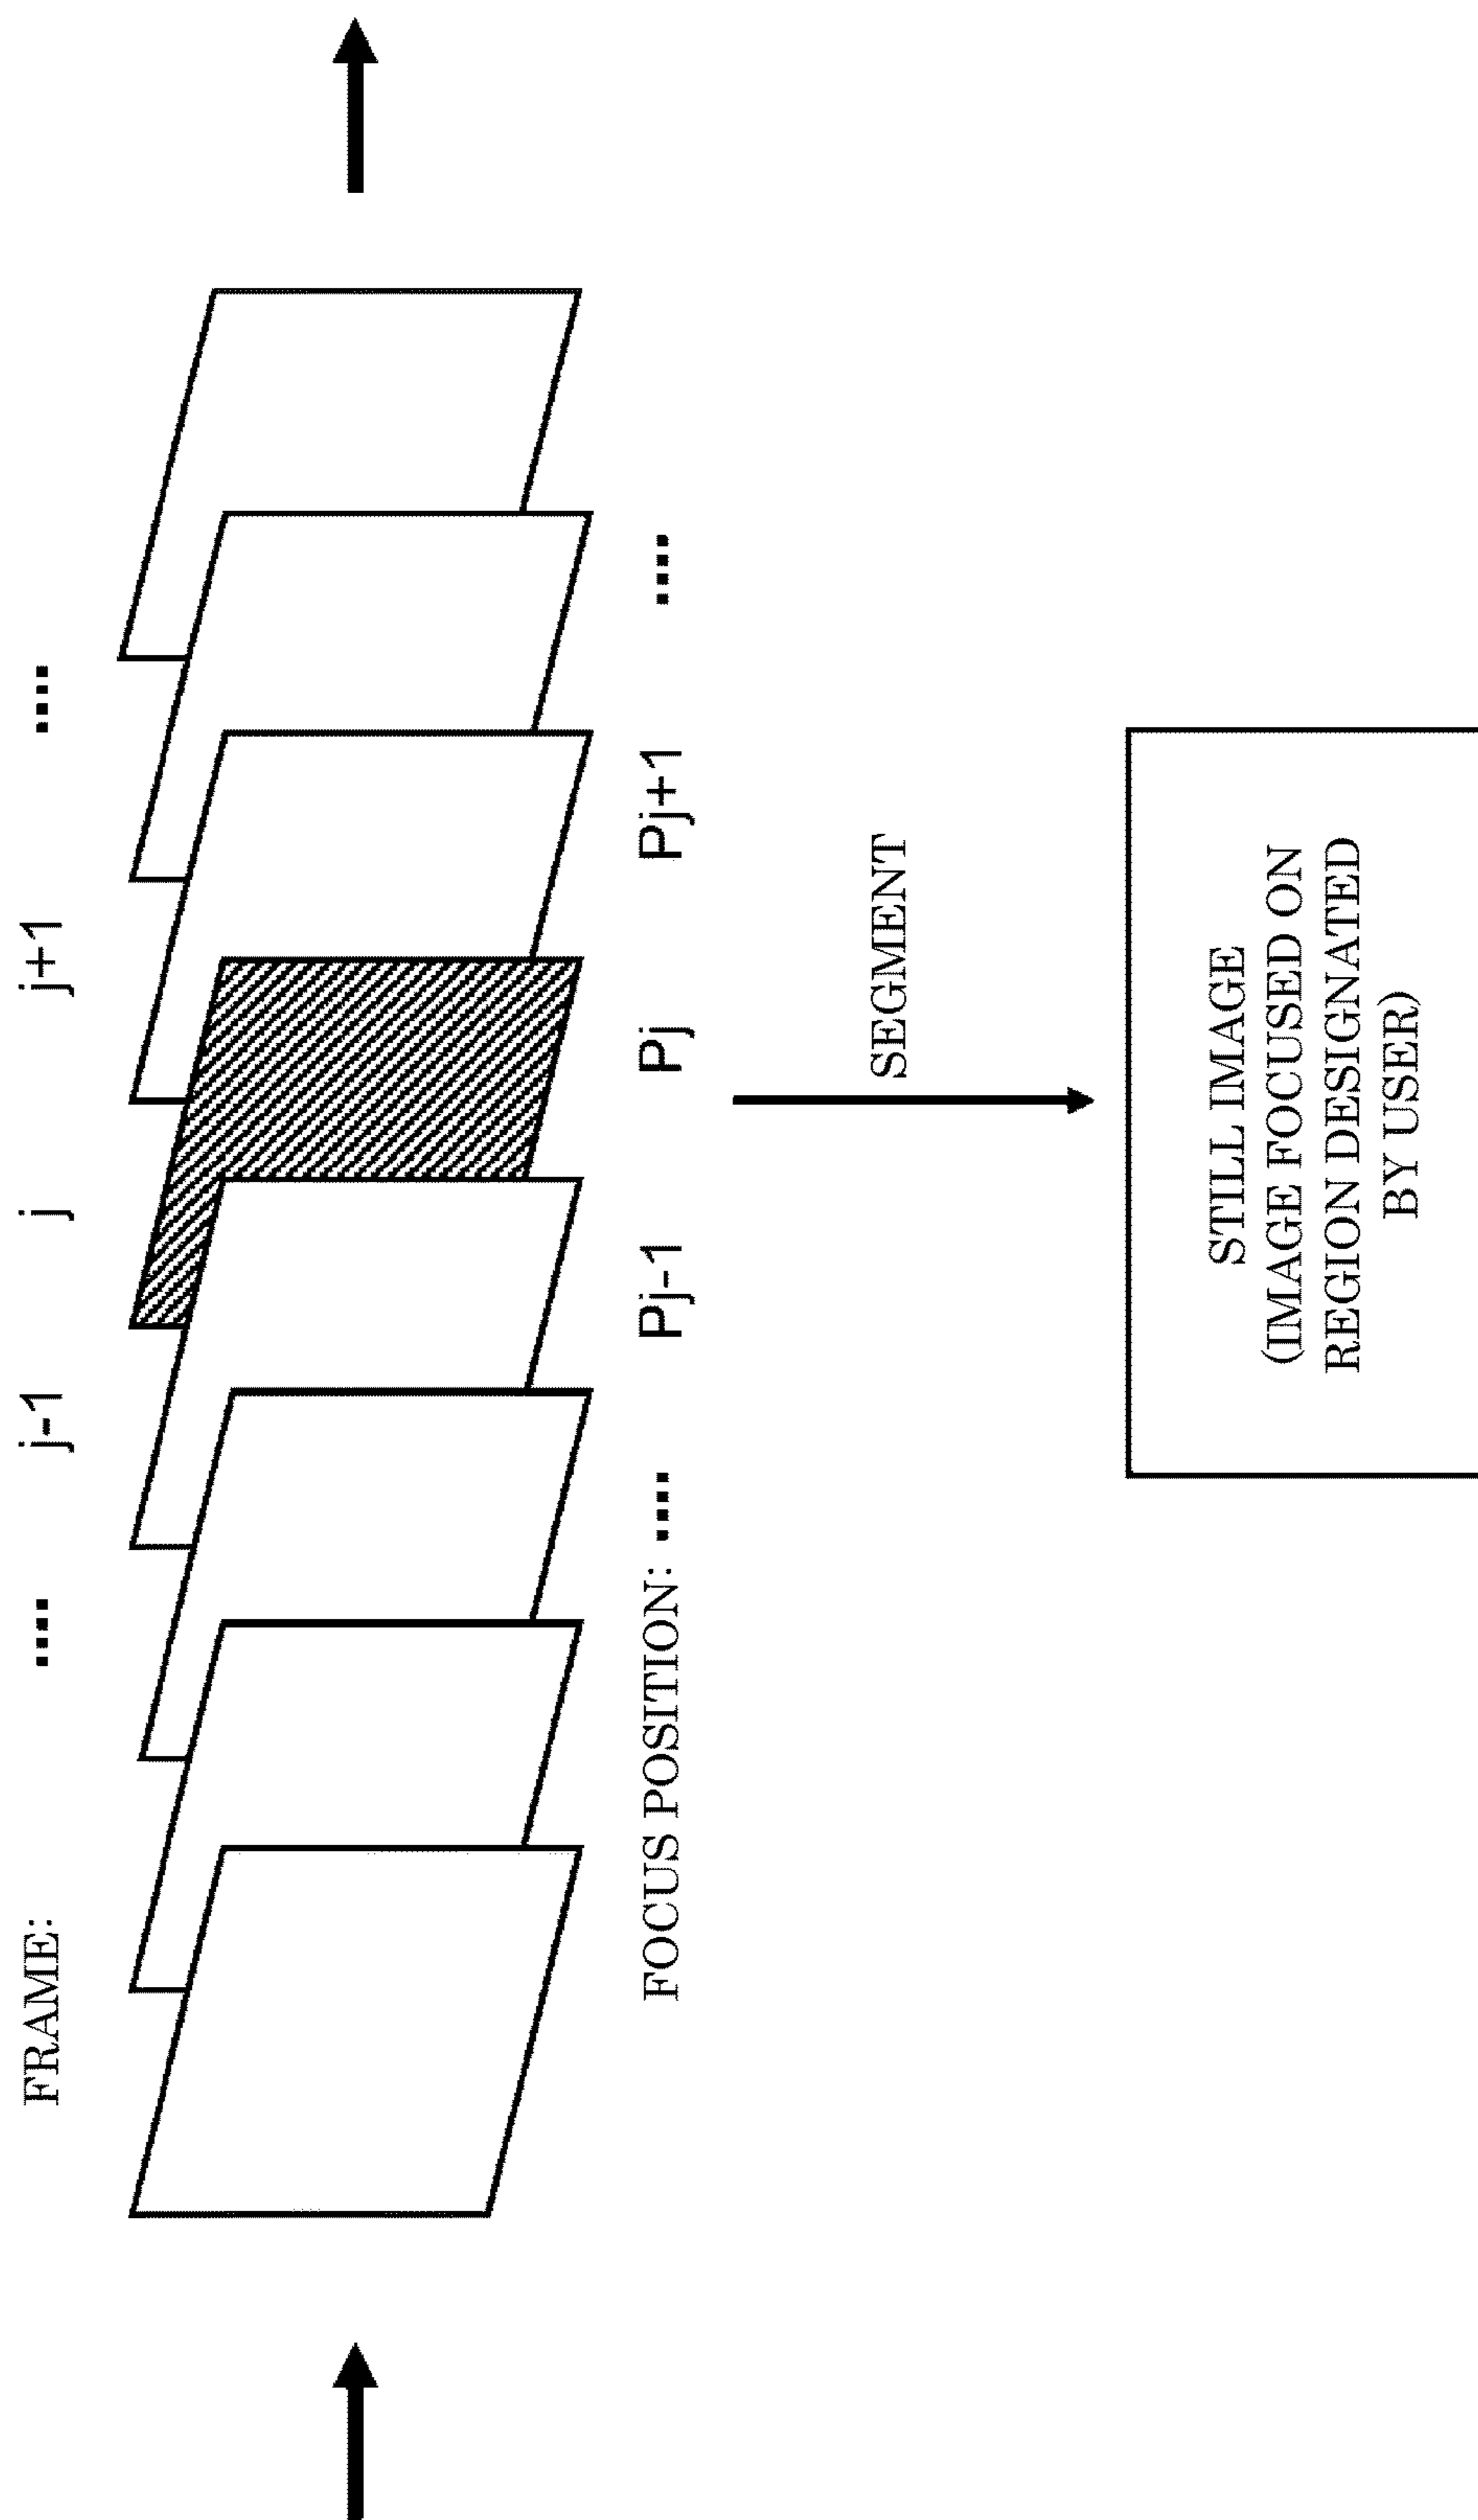 FRAME: .... j-1 j j+1 ....
FOCUS POSITION: .... Pj-1 Pj Pj+1 ....
SEGMENT
STILL IMAGE
(IMAGE FOCUSED ON
REGION DESIGNATED
BY USER)